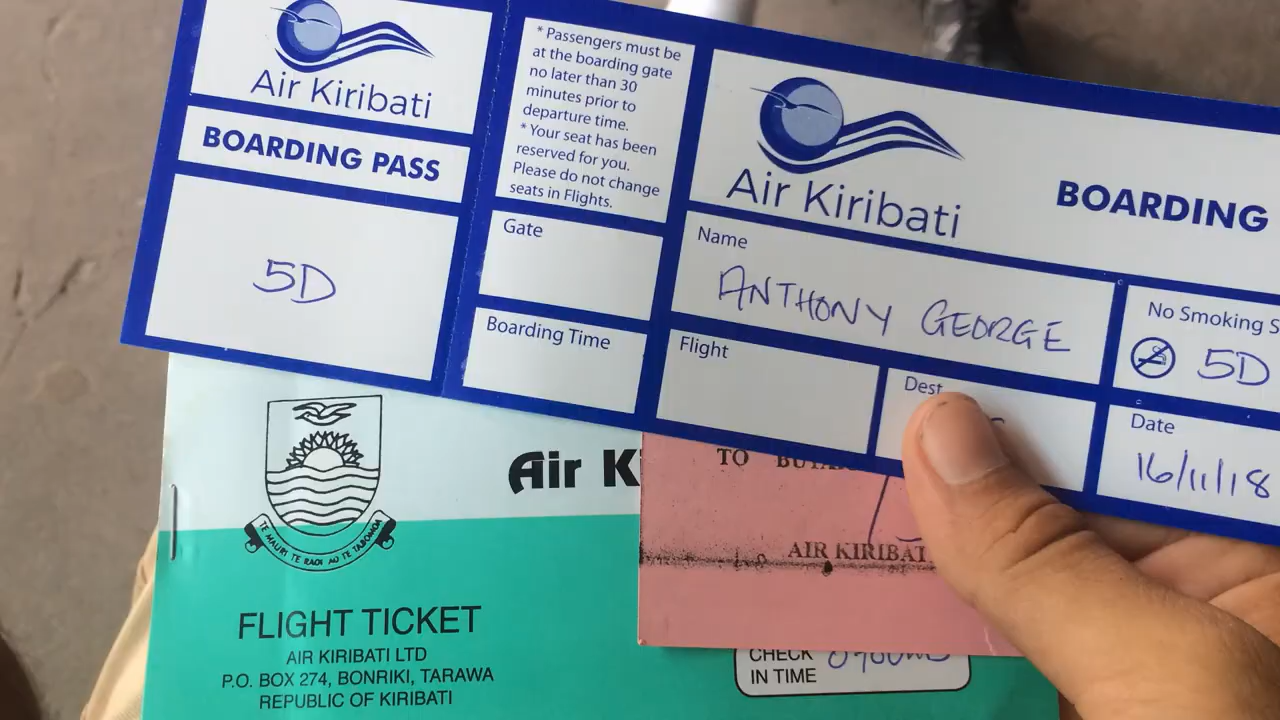 Air Kiribati
BOARDING PASS
5D
* Passengers must be
at the boarding gate
no later than 30
minutes prior to
departure time.
* Your seat has been
reserved for you.
Please do not change
seats in Flights.
Gate
Boarding Time
Air Kiribati
BOARDING
Name
ANTHONY GEORGE
No Smoking S
5D
Flight
Dest
Date
16/11/18
Air K
TE MAURI TE RAOI AO TE TABOMOA
FLIGHT TICKET
AIR KIRIBATI LTD
P.O. BOX 274, BONRIKI, TARAWA
REPUBLIC OF KIRIBATI
TO
AIR KIRIBATI
CHECK
IN TIME